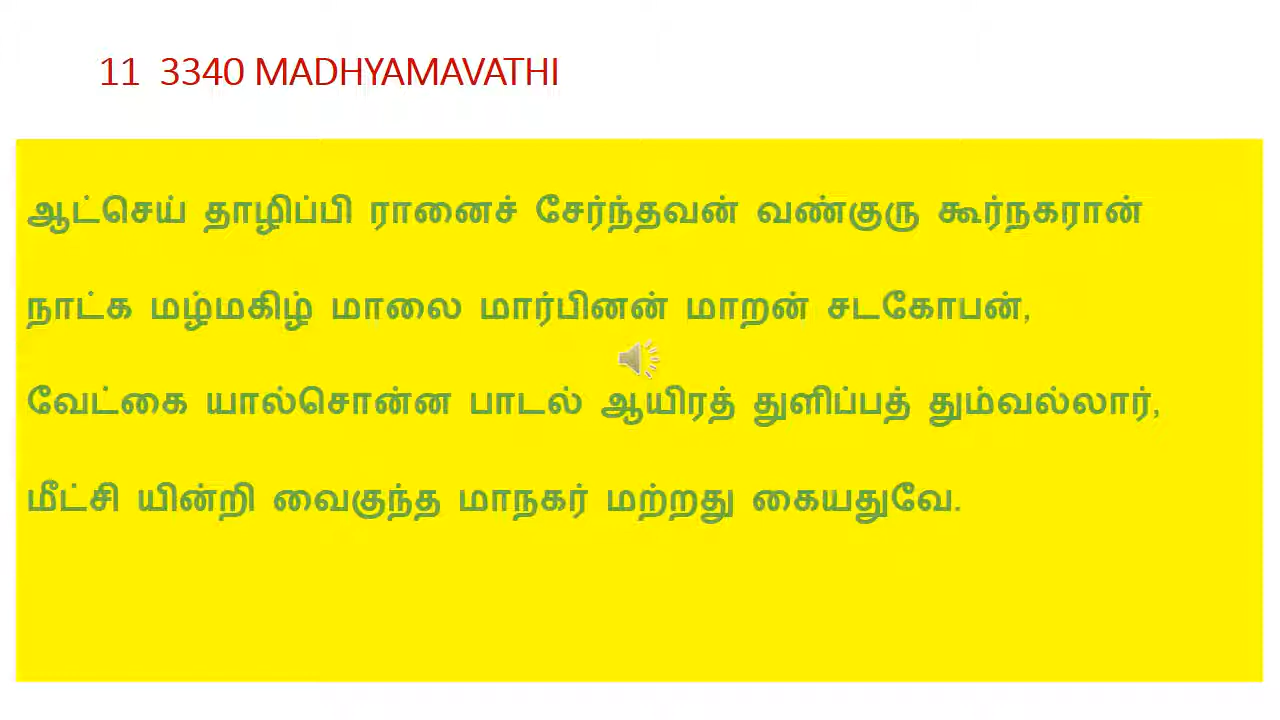 11 3340 MADHYAMAVATHI
ஆட்செய் தாழிப்பி ரானைச் சேர்ந்தவன் வண்குரு கூர்நகரான்
நாட்க மழ்மகிழ் மாலை மார்பினன் மாறன் சடகோபன்,
வேட்கை யால்சொன்ன பாடல் ஆயிரத் துளிப்பத் தும்வல்லார்,
மீட்சி யின்றி வைகுந்த மாநகர் மற்றது கையதுவே.